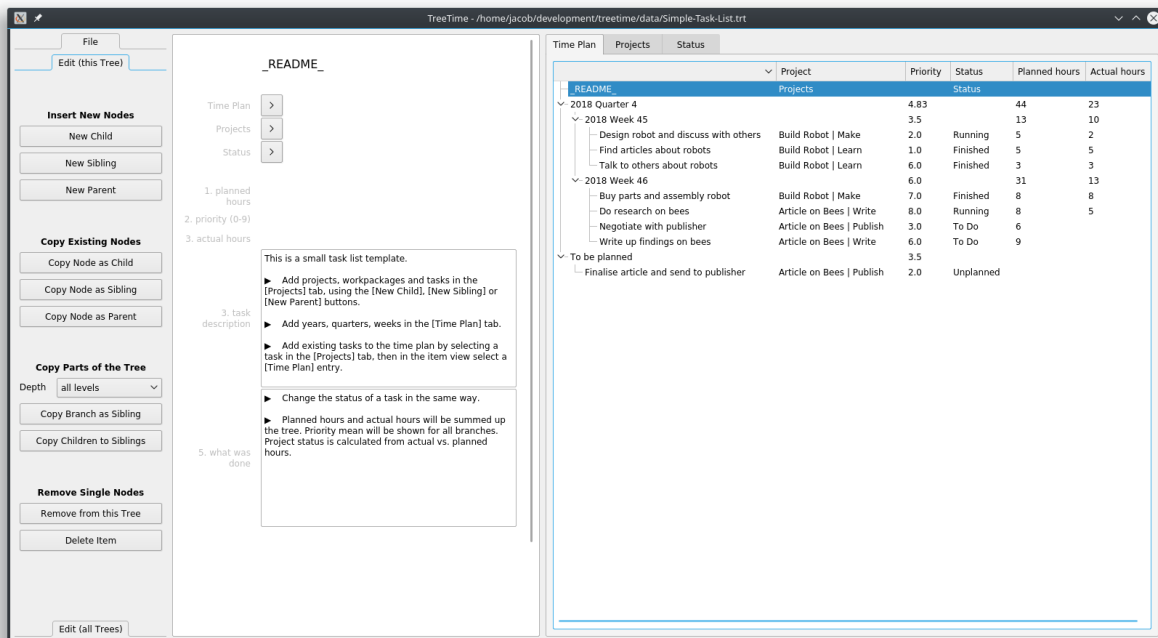 TreeTime - /home/jacob/development/treetime/data/Simple-Task-List.trt
File
Edit (this Tree)
Insert New Nodes
New Child
New Sibling
New Parent
Copy Existing Nodes
Copy Node as Child
Copy Node as Sibling
Copy Node as Parent
Copy Parts of the Tree
Depth all levels
Copy Branch as Sibling
Copy Children to Siblings
Remove Single Nodes
Remove from this Tree
Delete Item
Edit (all Trees)
_README_
Time Plan >
Projects >
Status >
1. planned
hours
2. priority (0-9)
3. actual hours
3. task
description
This is a small task list template.
► Add projects, workpackages and tasks in the
[Projects] tab, using the [New Child], [New Sibling] or
[New Parent] buttons.
► Add years, quarters, weeks in the [Time Plan] tab.
► Add existing tasks to the time plan by selecting a
task in the [Projects] tab, then in the item view select a
[Time Plan] entry.
5. what was
done
► Change the status of a task in the same way.
► Planned hours and actual hours will be summed up
the tree. Priority mean will be shown for all branches.
Project status is calculated from actual vs. planned
hours.
Time Plan Projects Status
Project Priority Status Planned hours Actual hours
_README_ Projects Status
2018 Quarter 4 4.83 44 23
2018 Week 45 3.5 13 10
Design robot and discuss with others Build Robot | Make 2.0 Running 5 2
Find articles about robots Build Robot | Learn 1.0 Finished 5 5
Talk to others about robots Build Robot | Learn 6.0 Finished 3 3
2018 Week 46 6.0 31 13
Buy parts and assembly robot Build Robot | Make 7.0 Finished 8 8
Do research on bees Article on Bees | Write 8.0 Running 8 5
Negotiate with publisher Article on Bees | Publish 3.0 To Do 6
Write up findings on bees Article on Bees | Write 6.0 To Do 9
To be planned 3.5
Finalise article and send to publisher Article on Bees | Publish 2.0 Unplanned